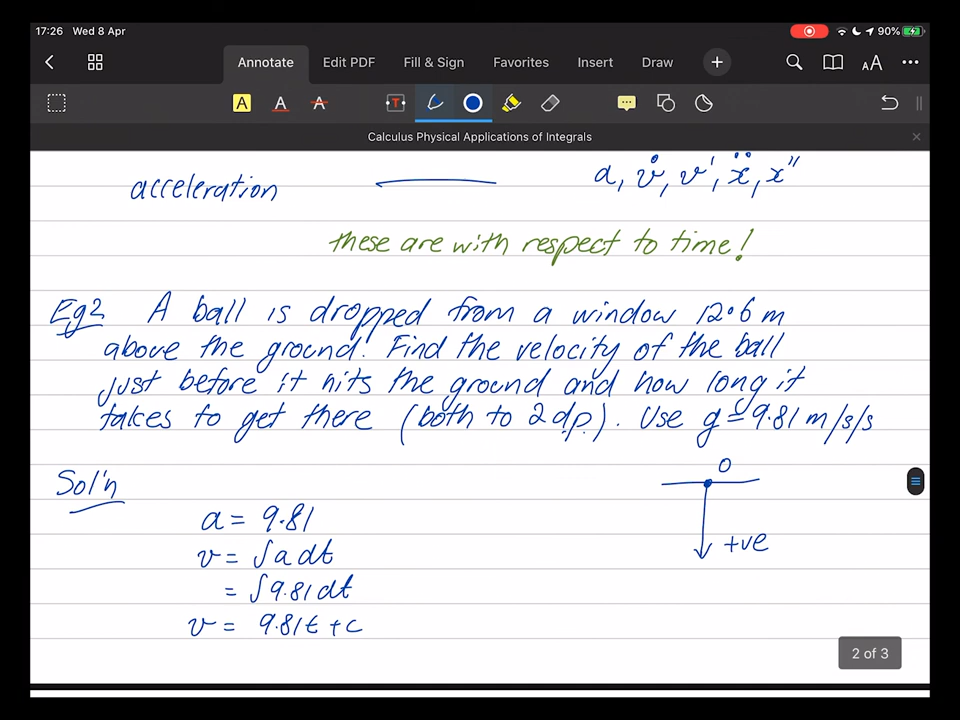 17:26 Wed 8 Apr
90%
Annotate Edit PDF Fill & Sign Favorites Insert Draw
A A A T AA
Calculus Physical Applications of Integrals
acceleration a, v̇, v', ẍ, x''
these are with respect to time!
Eg2 A ball is dropped from a window 12.6 m
above the ground. Find the velocity of the ball
just before it hits the ground and how long it
takes to get there (both to 2 d.p.). Use g = 9.81 m/s/s
Sol'n
O
a = 9.81
+ve
v = ∫a dt
= ∫9.81 dt
v = 9.81t + c
2 of 3